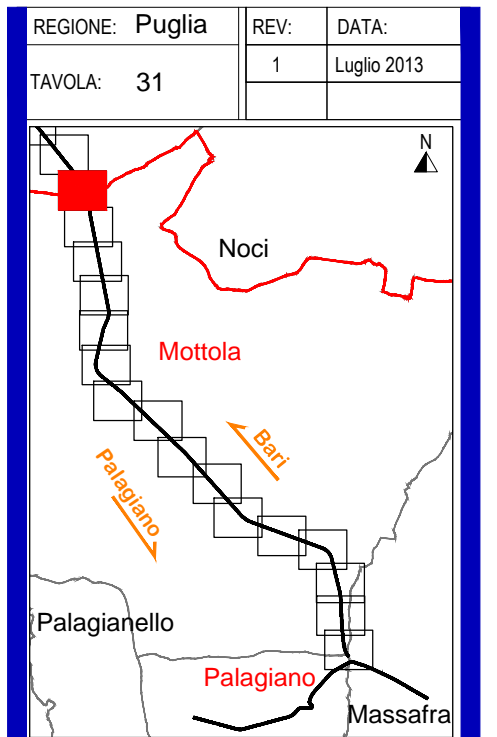 REGIONE: Puglia
REV:
DATA:
TAVOLA: 31
1
Luglio 2013
N
Noci
Mottola
Bari
Palagiano
Palagianello
Palagiano
Massafra